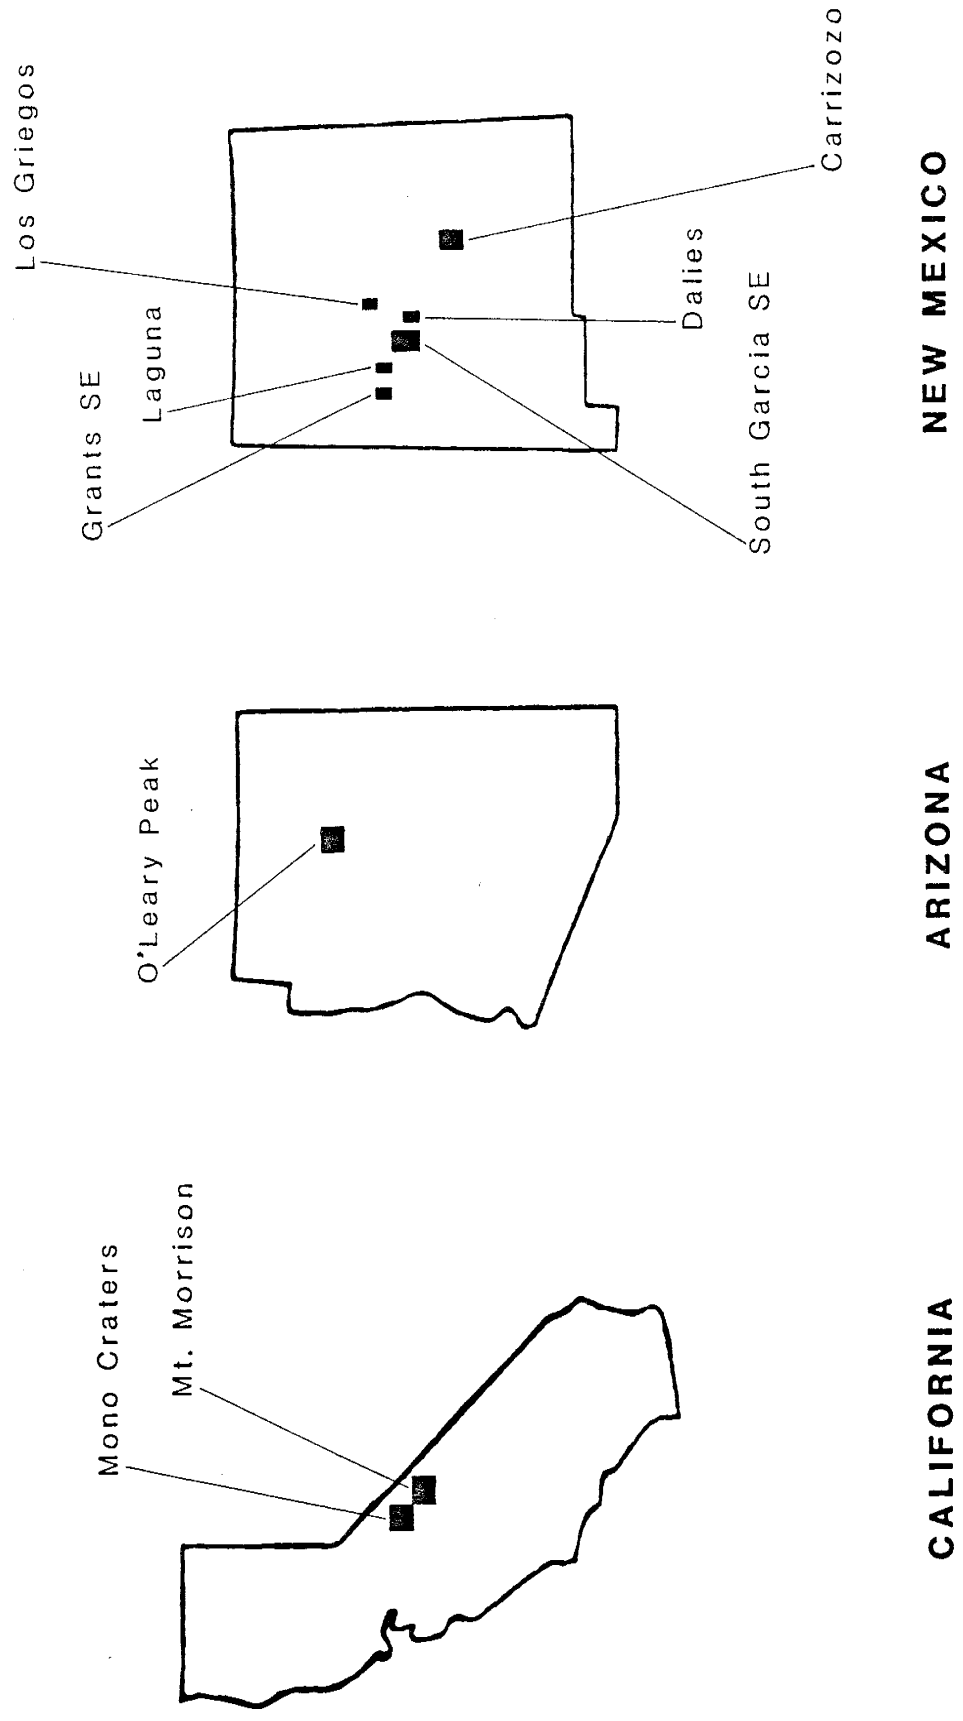 Mono Craters
Mt. Morrison
CALIFORNIA
O'Leary Peak
ARIZONA
Los Griegos
Laguna
Grants SE
Carrizozo
Dalies
South Garcia SE
NEW MEXICO